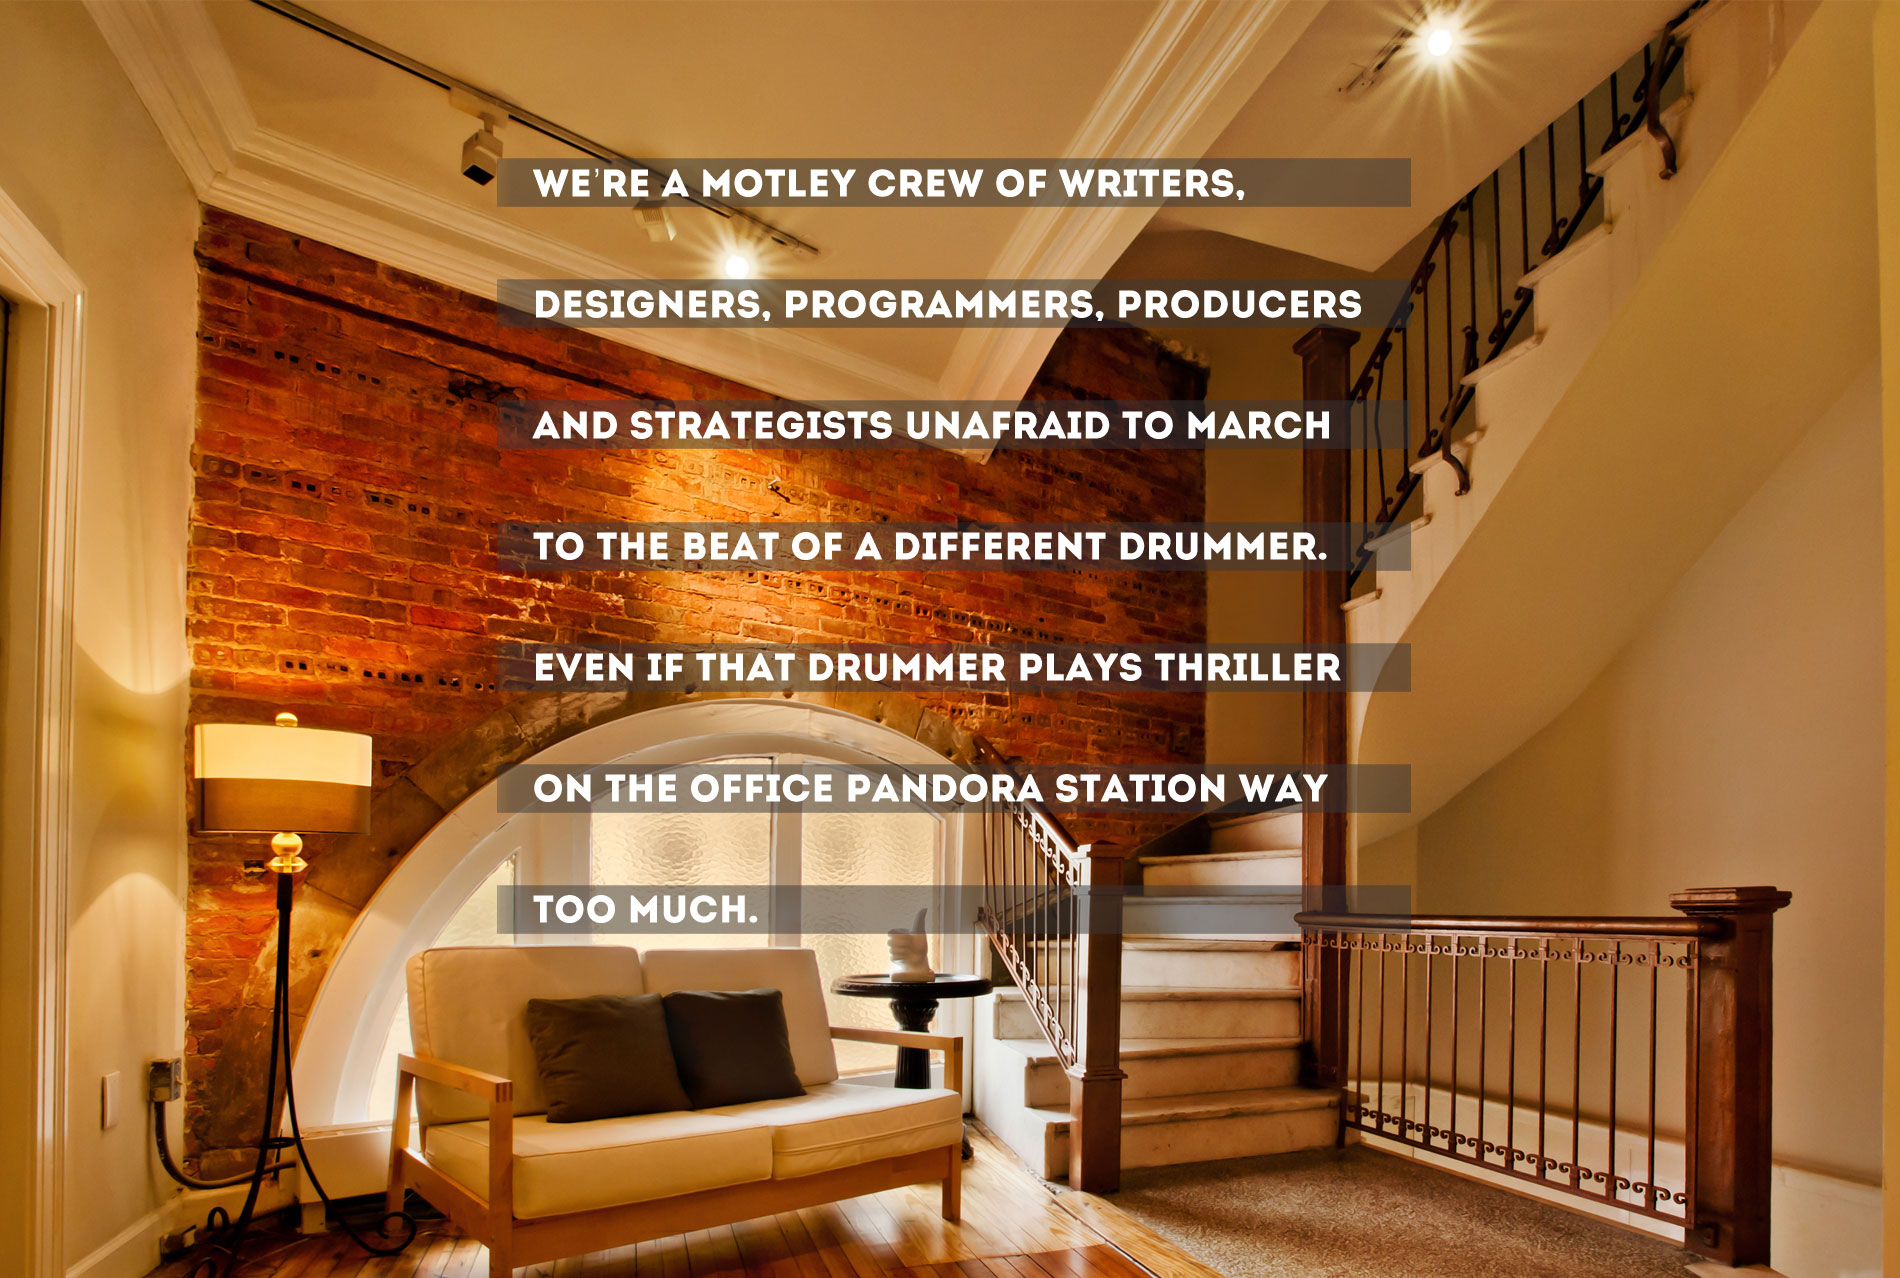 WE'RE A MOTLEY CREW OF WRITERS,
DESIGNERS, PROGRAMMERS, PRODUCERS
AND STRATEGISTS UNAFRAID TO MARCH
TO THE BEAT OF A DIFFERENT DRUMMER.
EVEN IF THAT DRUMMER PLAYS THRILLER
ON THE OFFICE PANDORA STATION WAY
TOO MUCH.